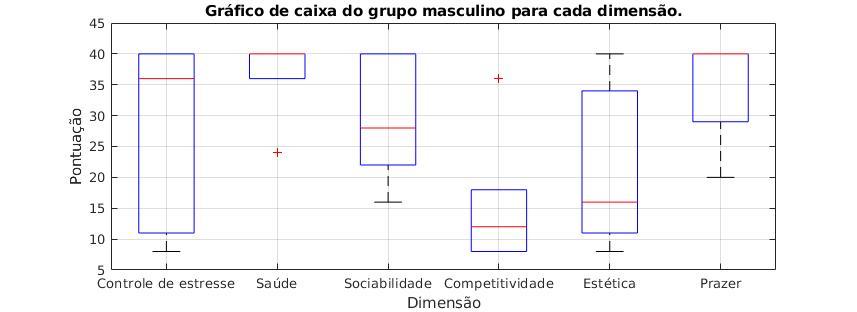 Gráfico de caixa do grupo masculino para cada dimensão.
45
40
35
30
25
20
15
10
5
Pontuação
Controle de estresse Saúde Sociabilidade Competitividade Estética Prazer
Dimensão